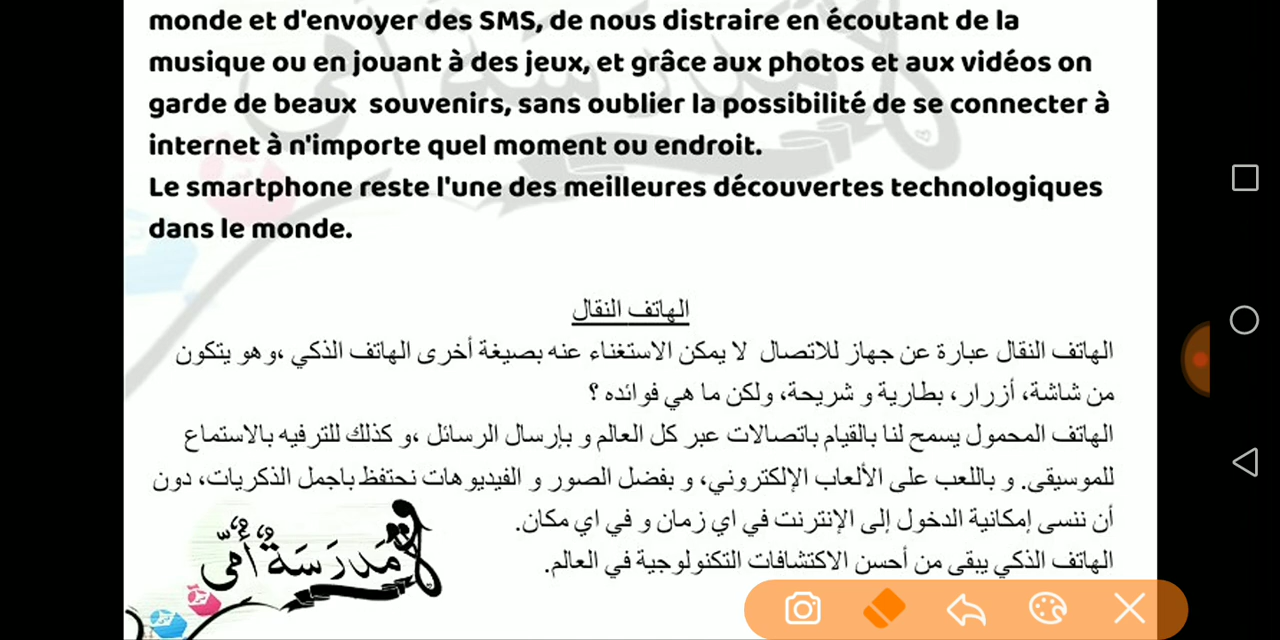 monde et d'envoyer des SMS, de nous distraire en écoutant de la
musique ou en jouant à des jeux, et grâce aux photos et aux vidéos on
garde de beaux souvenirs, sans oublier la possibilité de se connecter à
internet à n'importe quel moment ou endroit.
Le smartphone reste l'une des meilleures découvertes technologiques
dans le monde.
الهاتف النقال
الهاتف النقال عبارة عن جهاز للاتصال لا يمكن الاستغناء عنه بصيغة أخرى الهاتف الذكي ،وهو يتكون
من شاشة، أزرار، بطارية و شريحة، ولكن ما هي فوائده ؟
الهاتف المحمول يسمح لنا بالقيام باتصالات عبر كل العالم و بإرسال الرسائل ،و كذلك للترفيه بالاستماع
للموسيقى. و باللعب على الألعاب الإلكتروني، و بفضل الصور و الفيديوهات نحتفظ باجمل الذكريات، دون
أن ننسى إمكانية الدخول إلى الإنترنت في اي زمان و في اي مكان.
الهاتف الذكي يبقى من أحسن الاكتشافات التكنولوجية في العالم.
مَدرَسَةُ أُمّي